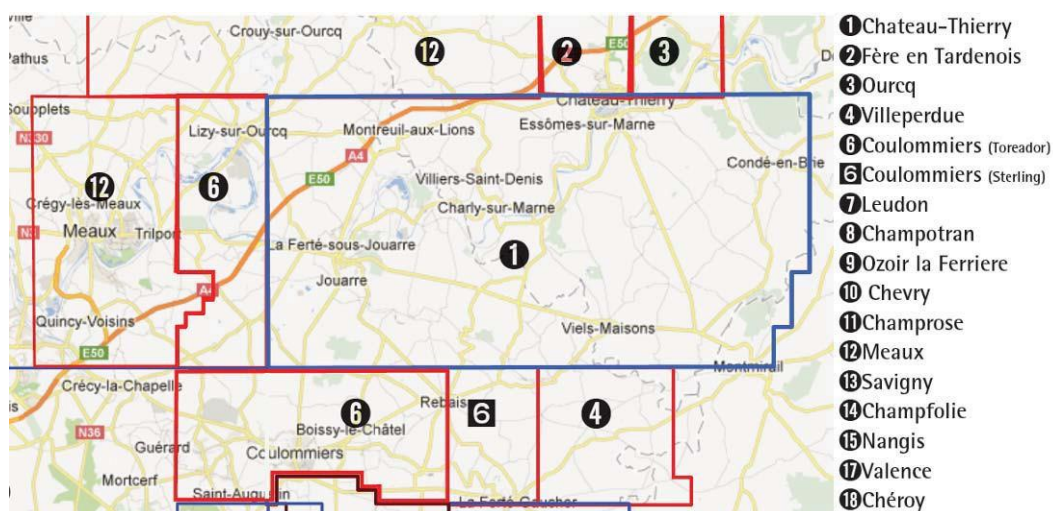 Crouy-sur-Ourcq
Pathus
12
2
E50
3
Soupplets
Château-Thierry
N330
Lizy-sur-Ourcq
Montreuil-aux-Lions
Essômes-sur-Marne
A4
Condé-en-Brie
12
6
E50
Villiers-Saint-Denis
Crégy-lès-Meaux
Charly-sur-Marne
N3
Meaux
Trilport
La Ferté-sous-Jouarre
1
Jouarre
A4
Quincy-Voisins
Viels-Maisons
E50
Montmirail
Crécy-la-Chapelle
Rebais
6
6
4
N36
Boissy-le-Châtel
Guérard
Coulommiers
Mortcerf
Saint-Augustin
La Ferté-Gaucher
1 Chateau-Thierry
2 Fère en Tardenois
3 Ourcq
4 Villeperdue
6 Coulommiers (Toreador)
6 Coulommiers (Sterling)
7 Leudon
8 Champotran
9 Ozoir la Ferriere
10 Chevry
11 Champrose
12 Meaux
13 Savigny
14 Champfolie
15 Nangis
17 Valence
18 Chéroy